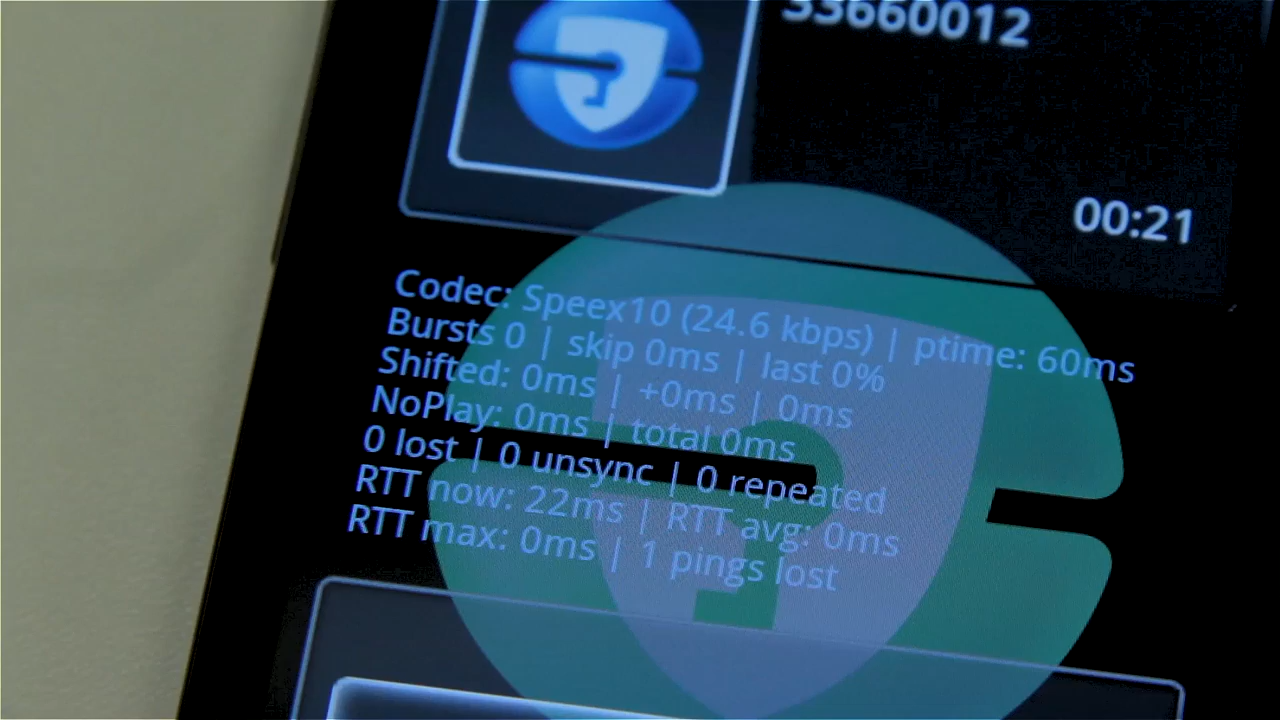 33660012
00:21
Codec: Speex10 (24.6 kbps) | ptime: 60ms
Bursts 0 | skip 0ms | last 0%
Shifted: 0ms | +0ms | 0ms
NoPlay: 0ms | total 0ms
0 lost | 0 unsync | 0 repeated
RTT now: 22ms | RTT avg: 0ms
RTT max: 0ms | 1 pings lost